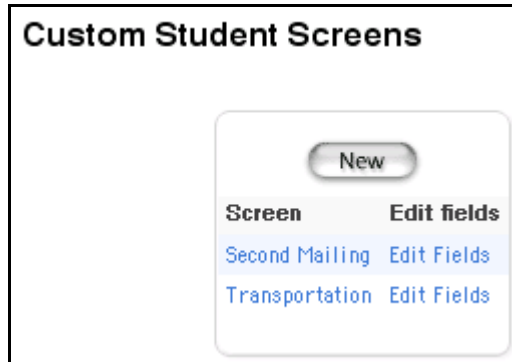 Custom Student Screens
New
Screen Edit fields
Second Mailing Edit Fields
Transportation Edit Fields